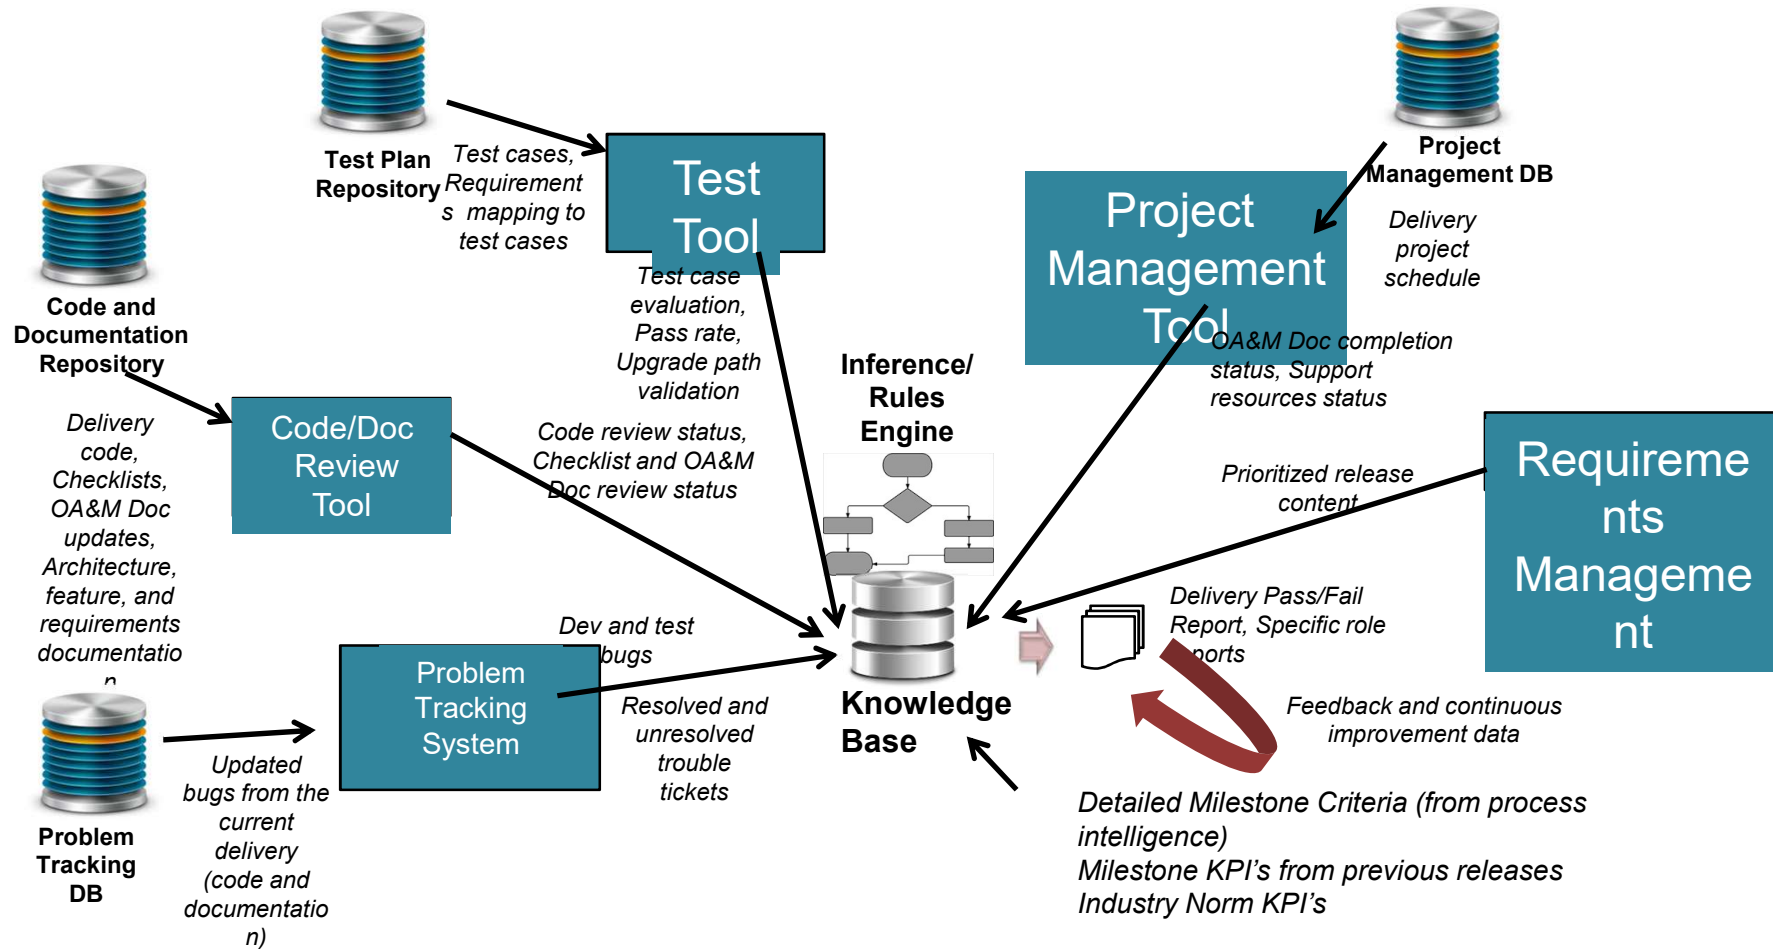 Test Plan
Repository
Test cases,
Requirement
s  mapping to
test cases
Test
Tool
Project
Management DB
Delivery
project
schedule
Project
Management
Tool
OA&M Doc completion
status, Support
resources status
Code and
Documentation
Repository
Delivery
code,
Checklists,
OA&M Doc
updates,
Architecture,
feature, and
requirements
documentatio
n
Code/Doc
Review
Tool
Test case
evaluation,
Pass rate,
Upgrade path
validation
Code review status,
Checklist and OA&M
Doc review status
Inference/
Rules
Engine
Prioritized release
content
Requireme
nts
Manageme
nt
Dev and test
bugs
Problem
Tracking
System
Resolved and
unresolved
trouble
tickets
Knowledge
Base
Delivery Pass/Fail
Report, Specific role
ports
Feedback and continuous
improvement data
Problem
Tracking
DB
Updated
bugs from the
current
delivery
(code and
documentatio
n)
Detailed Milestone Criteria (from process
intelligence)
Milestone KPI’s from previous releases
Industry Norm KPI’s